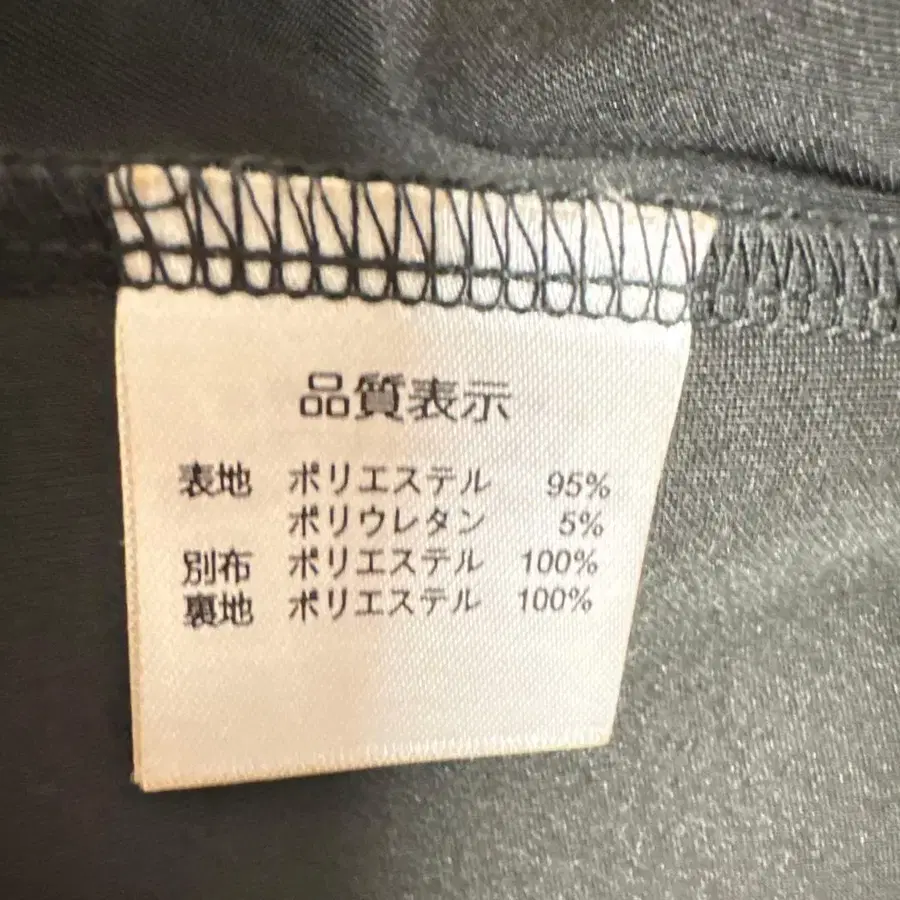 品質表示
表地 ポリエステル 95%
ポリウレタン 5%
別布 ポリエステル 100%
裏地 ポリエステル 100%